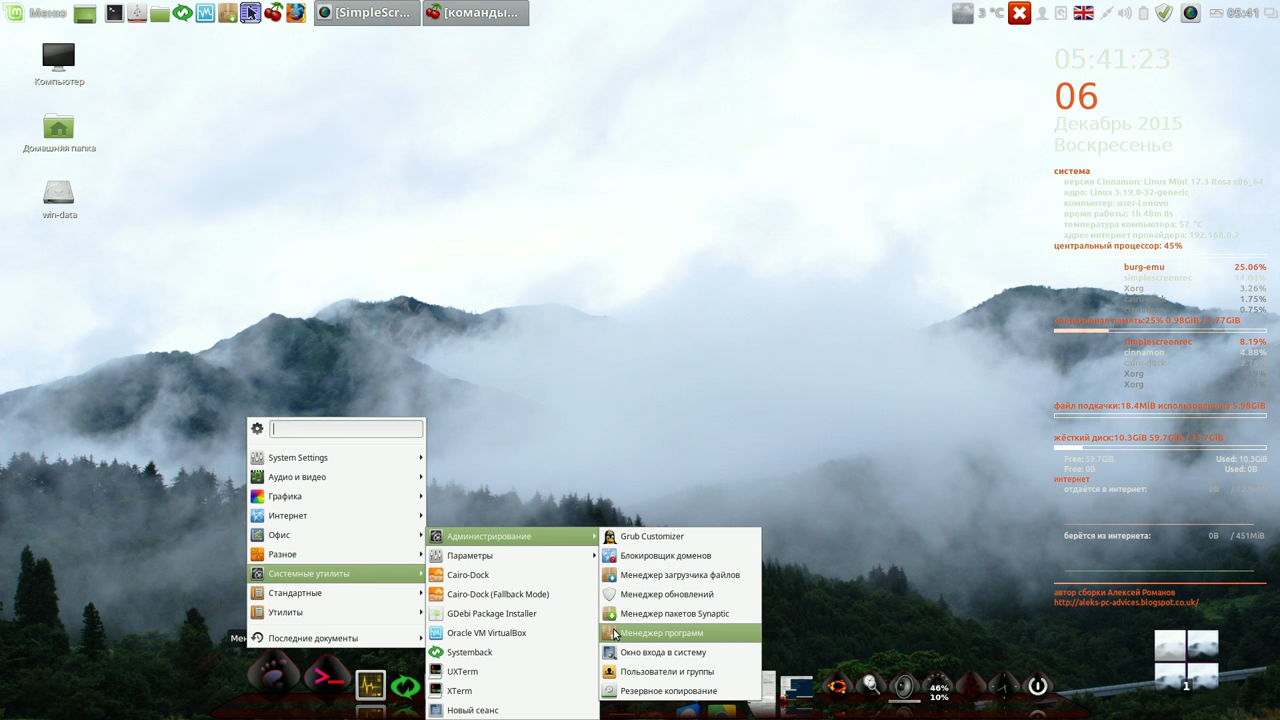 Меню
[SimpleScr...
[команды...
3 °C
05:41
Компьютер
Домашняя папка
win-data
05:41:23
06
Декабрь 2015
Воскресенье
система
версия Cinnamon: Linux Mint 17.3 Rosa x86_64
ядро: Linux 3.19.0-32-generic
компьютер: user-Lenovo
время работы: 1h 48m 8s
температура компьютера: 57 °C
адрес интернет провайдера: 192.168.0.2
центральный процессор: 45%
burg-emu 25.06%
simplescreenrec
Xorg 3.26%
1.75%
0.75%
память:25% 0.98GiB
simplescreenrec 8.19%
cinnamon 4.88%
Xorg
Xorg
файл подкачки:18.4MiB 5.98GiB
жёсткий диск:10.3GiB 59.7GiB
Free: 59.7GiB Used: 10.3GiB
Free: 0B Used: 0B
интернет
отдаётся в интернет: 0B
берётся из интернета: 0B / 451MiB
автор сборки Алексей Романов
http://aleks-pc-advices.blogspot.co.uk/
System Settings
Аудио и видео
Графика
Интернет
Офис
Разное
Системные утилиты
Стандартные
Утилиты
Последние документы
Мен
Администрирование
Параметры
Cairo-Dock
Cairo-Dock (Fallback Mode)
GDebi Package Installer
Oracle VM VirtualBox
Systemback
UXTerm
XTerm
Новый сеанс
Grub Customizer
Блокировщик доменов
Менеджер загрузчика файлов
Менеджер обновлений
Менеджер пакетов Synaptic
Менеджер программ
Окно входа в систему
Пользователи и группы
Резервное копирование
46%
10%
1